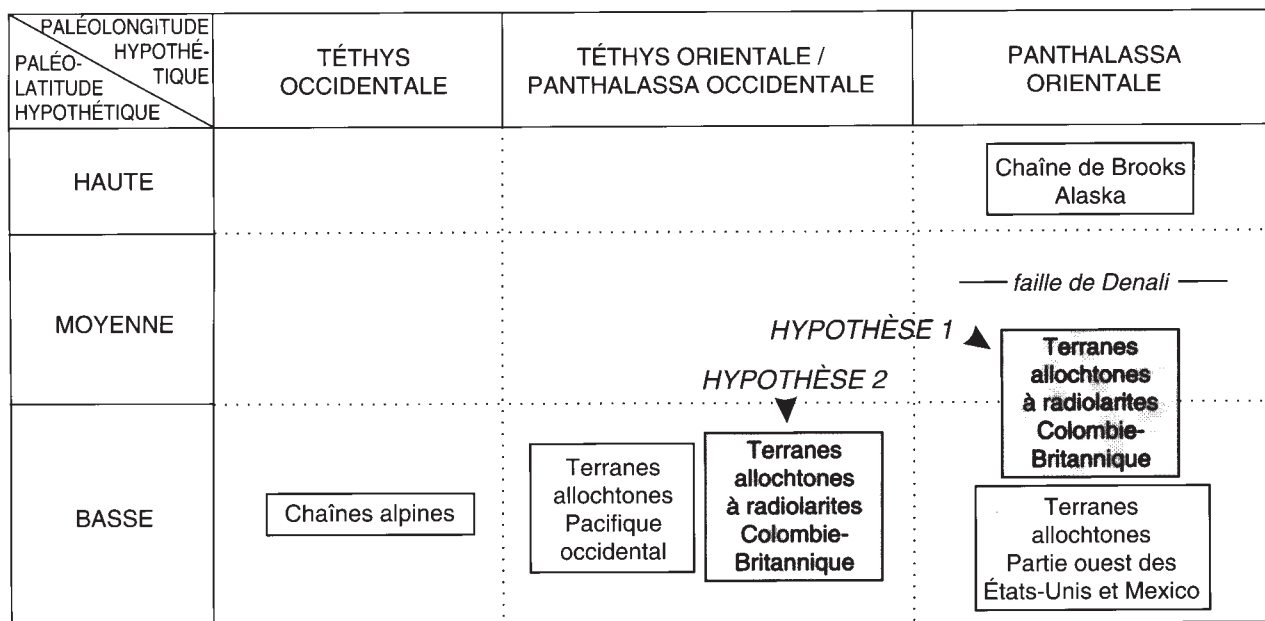 PALÉOLONGITUDE
HYPOTHÉ-
TIQUE
PALÉO-
LATITUDE
HYPOTHÉTIQUE
TÉTHYS
OCCIDENTALE
TÉTHYS ORIENTALE /
PANTHALASSA OCCIDENTALE
PANTHALASSA
ORIENTALE
HAUTE
Chaîne de Brooks
Alaska
MOYENNE
faille de Denali
HYPOTHÈSE 1
Terranes
allochtones
à radiolarites
Colombie-
Britannique
HYPOTHÈSE 2
BASSE
Chaînes alpines
Terranes
allochtones
Pacifique
occidental
Terranes
allochtones
à radiolarites
Colombie-
Britannique
Terranes
allochtones
Partie ouest des
États-Unis et Mexico